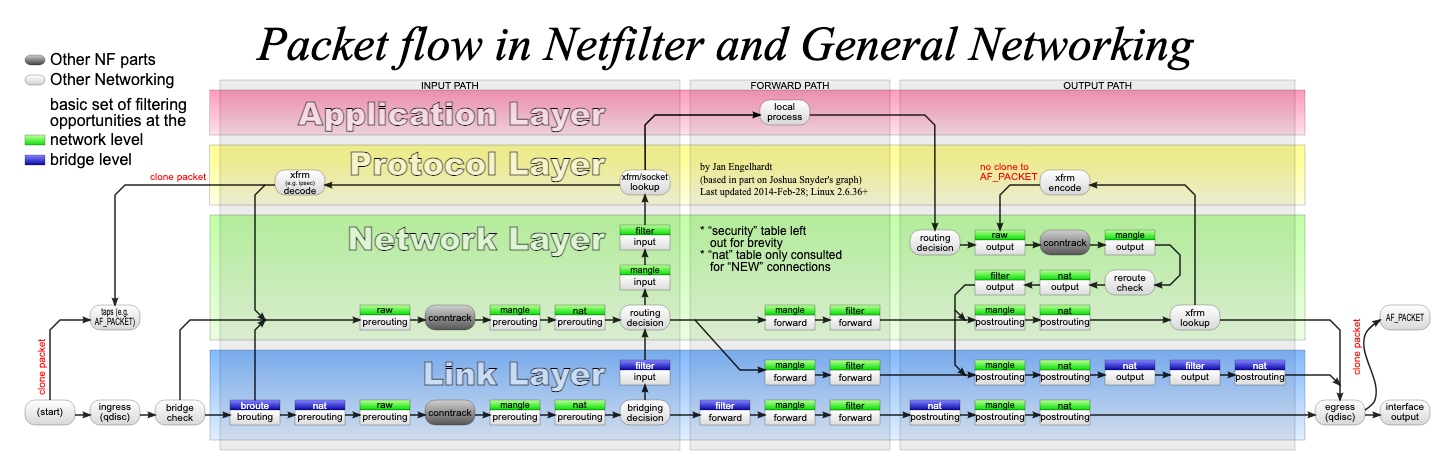 Packet flow in Netfilter and General Networking
Other NF parts
Other Networking
basic set of filtering
opportunities at the
network level
bridge level
INPUT PATH
FORWARD PATH
OUTPUT PATH
Application Layer
local
process
Protocol Layer
clone packet
xfrm
(e.g. ipsec)
decode
xfrm/socket
lookup
by Jan Engelhardt
(based in part on Joshua Snyder's graph)
Last updated 2014-Feb-28; Linux 2.6.36+
no clone to
AF_PACKET
xfrm
encode
Network Layer
filter
input
mangle
input
* “security” table left
out for brevity
* “nat” table only consulted
for “NEW” connections
routing
decision
raw
output
conntrack
mangle
output
filter
output
nat
output
reroute
check
taps (e.g.
AF_PACKET)
raw
prerouting
conntrack
mangle
prerouting
nat
prerouting
routing
decision
mangle
forward
filter
forward
mangle
postrouting
nat
postrouting
xfrm
lookup
AF_PACKET
clone packet
clone packet
Link Layer
filter
input
mangle
forward
filter
forward
mangle
postrouting
nat
postrouting
nat
output
filter
output
nat
postrouting
(start)
ingress
(qdisc)
bridge
check
broute
brouting
nat
prerouting
raw
prerouting
conntrack
mangle
prerouting
nat
prerouting
bridging
decision
filter
forward
mangle
forward
filter
forward
nat
postrouting
mangle
postrouting
nat
postrouting
egress
(qdisc)
interface
output